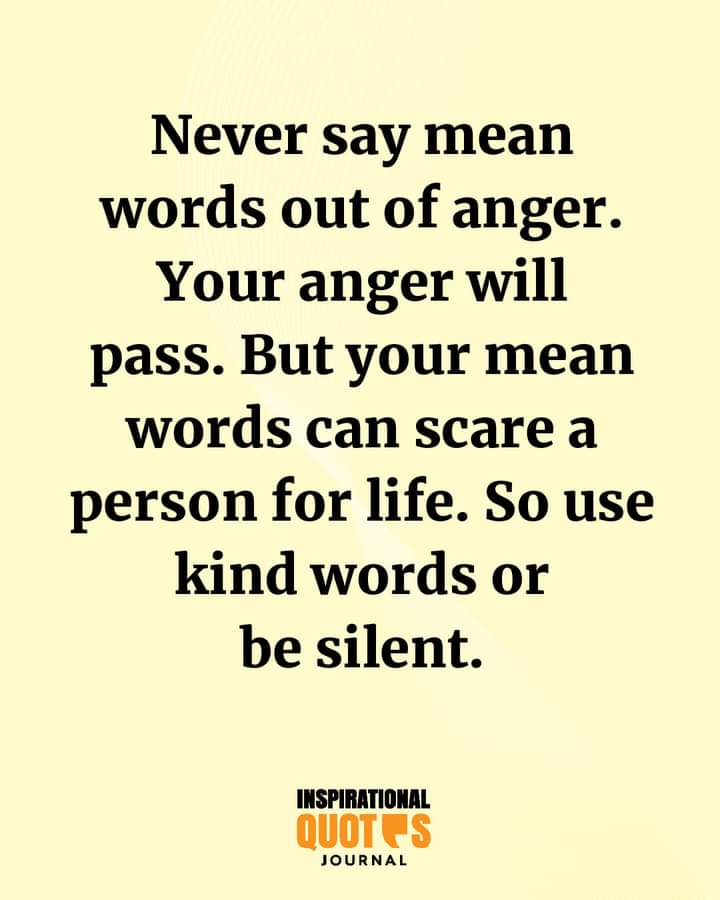 Never say mean
words out of anger.
Your anger will
pass. But your mean
words can scare a
person for life. So use
kind words or
be silent.
INSPIRATIONAL
QUOTES
JOURNAL